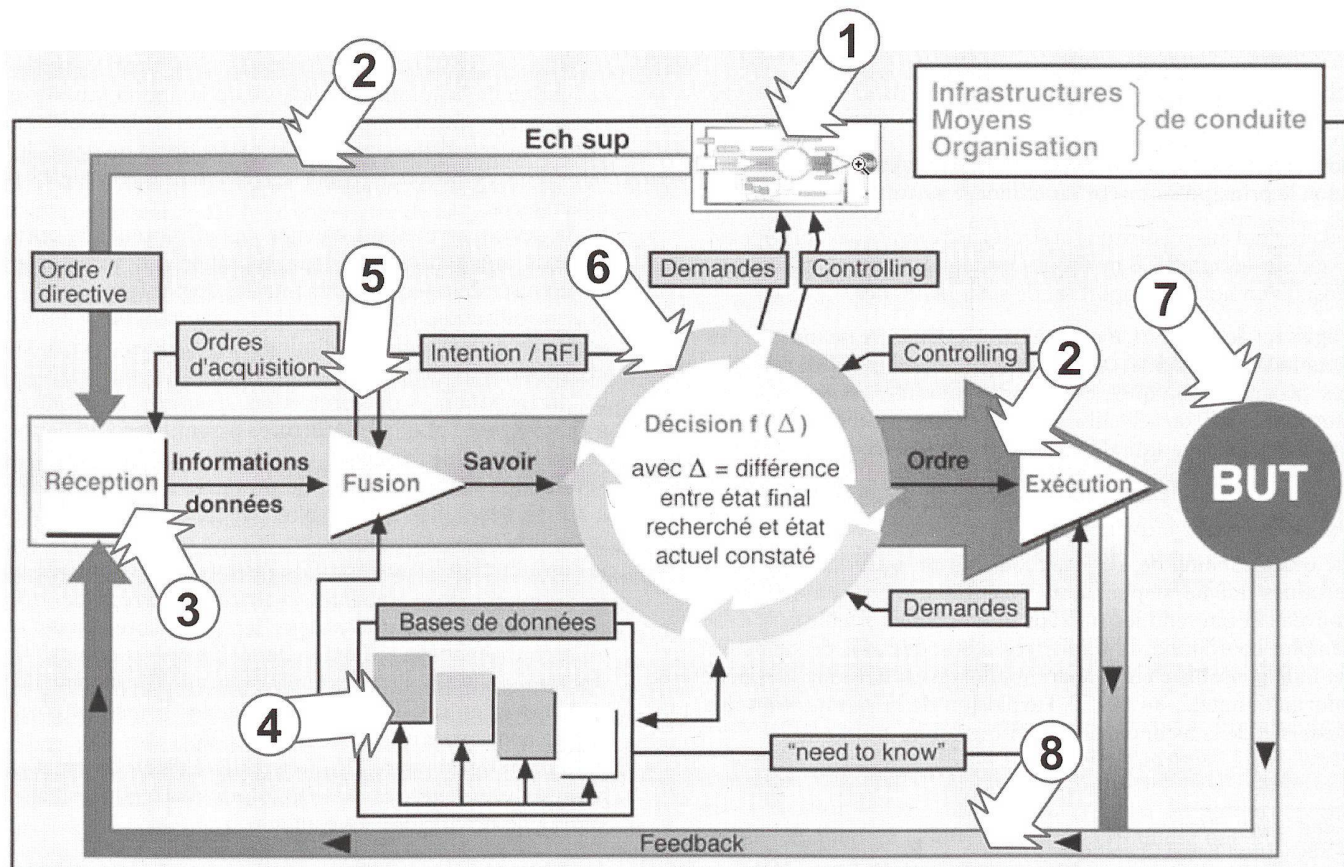 1
2
Infrastructures
Moyens
Organisation
de conduite
Ech sup
Ordre /
directive
5
6
Demandes
Controlling
7
Ordres
d'acquisition
Intention / RFI
Controlling
2
Décision f ( Δ )
avec Δ = différence
entre état final
recherché et état
actuel constaté
Réception
Informations
données
Fusion
Savoir
Ordre
Exécution
BUT
3
Bases de données
Demandes
4
"need to know"
8
Feedback